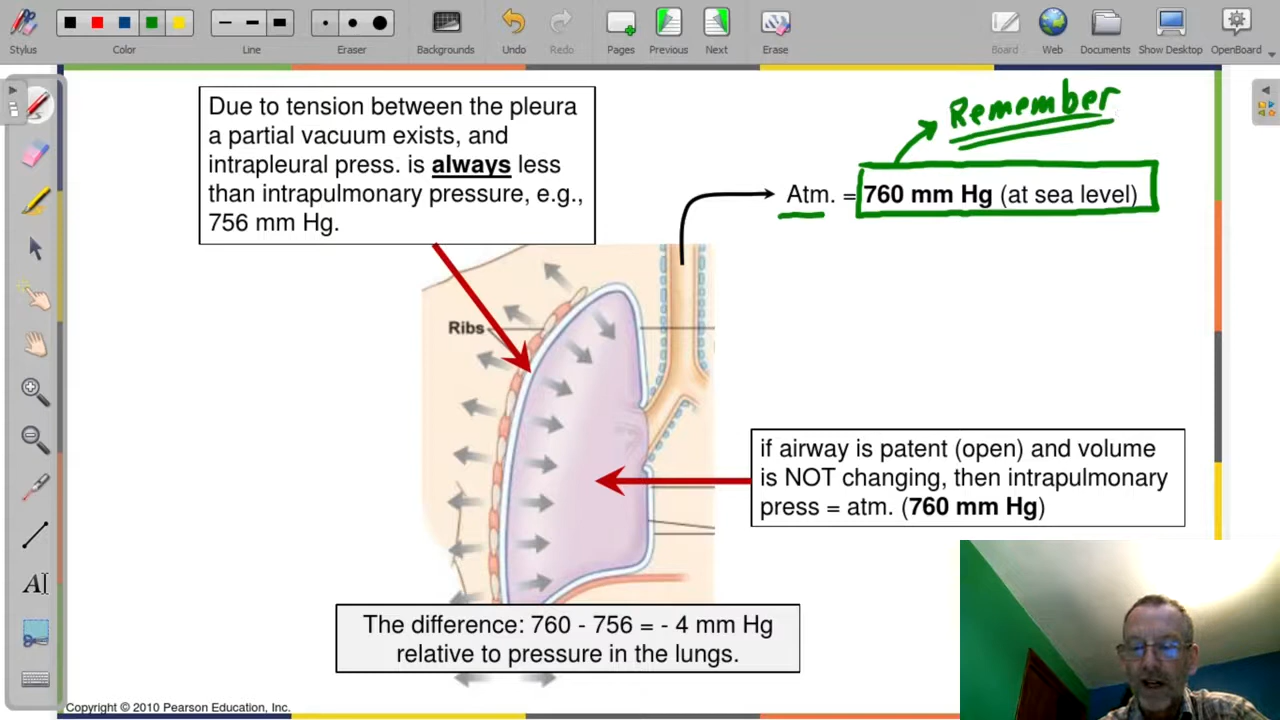 Stylus
Color
Line
Eraser
Backgrounds
Undo
Redo
Pages
Previous
Next
Erase
Board
Web
Documents
Show Desktop
OpenBoard
Due to tension between the pleura
a partial vacuum exists, and
intrapleural press. is always less
than intrapulmonary pressure, e.g.,
756 mm Hg.
Remember
Atm. = 760 mm Hg (at sea level)
Ribs
if airway is patent (open) and volume
is NOT changing, then intrapulmonary
press = atm. (760 mm Hg)
The difference: 760 - 756 = - 4 mm Hg
relative to pressure in the lungs.
Copyright © 2010 Pearson Education, Inc.
AI